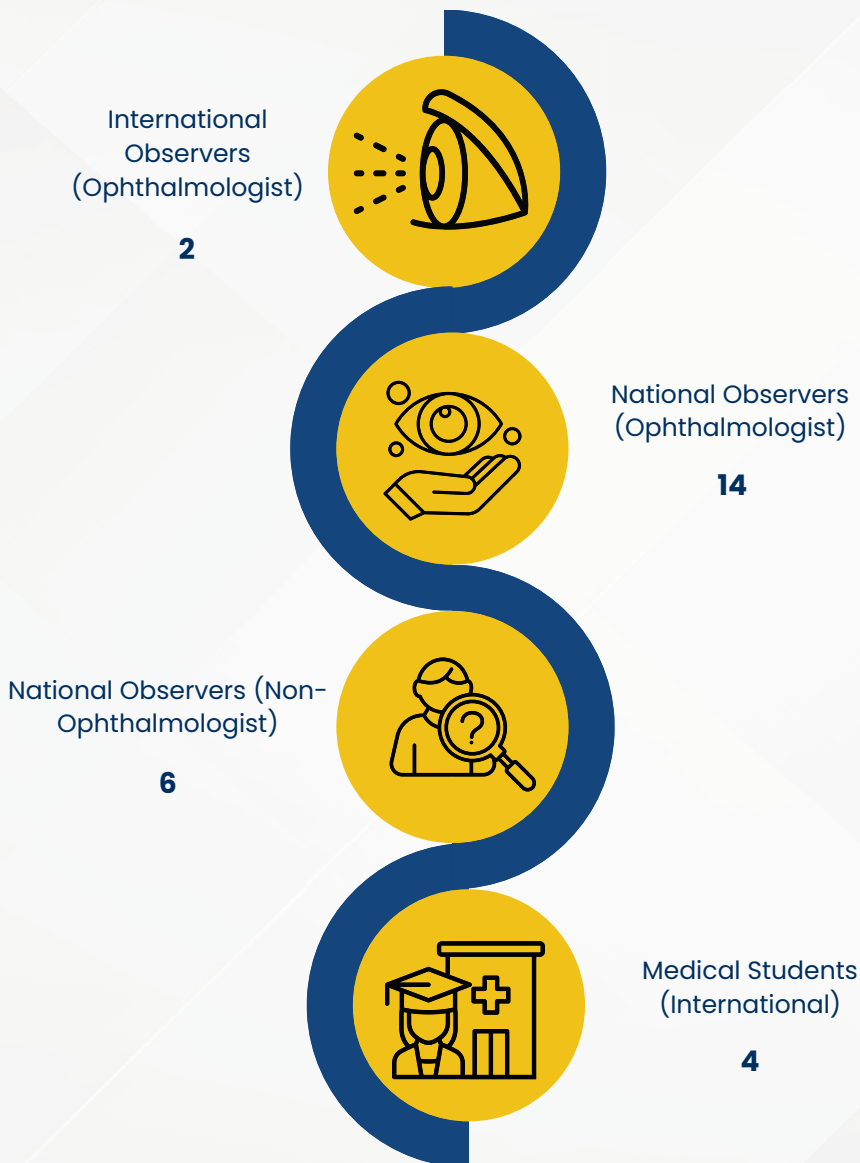 International
Observers
(Ophthalmologist)
2
National Observers
(Ophthalmologist)
14
National Observers (Non-
Ophthalmologist)
6
?
Medical Students
(International)
4